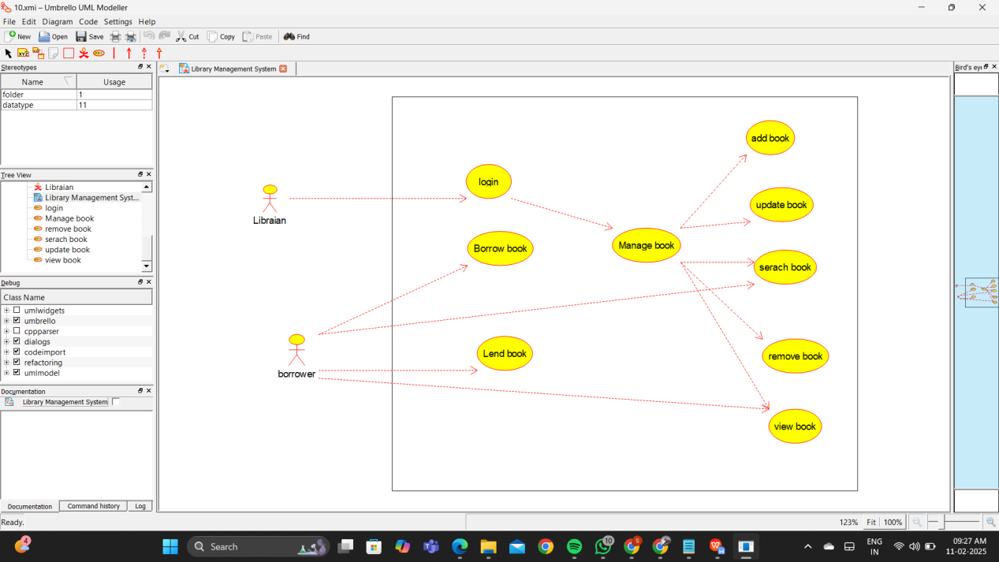 10.xmi – Umbrello UML Modeller
File Edit Diagram Code Settings Help
New Open Save Cut Copy Paste Find
Stereotypes
Name Usage
folder 1
datatype 11
Tree View
Libraian
Library Management Syst...
login
Manage book
remove book
serach book
update book
view book
Debug
Class Name
umlwidgets
umbrello
cppparser
dialogs
codeimport
refactoring
umlmodel
Documentation
Library Management System
Documentation Command history Log
Ready.
Library Management System
Bird's eye
add book
login
update book
Libraian
Borrow book
Manage book
serach book
borrower
Lend book
remove book
view book
123% Fit 100%
4
Search
10
5
ENG
IN
09:27 AM
11-02-2025